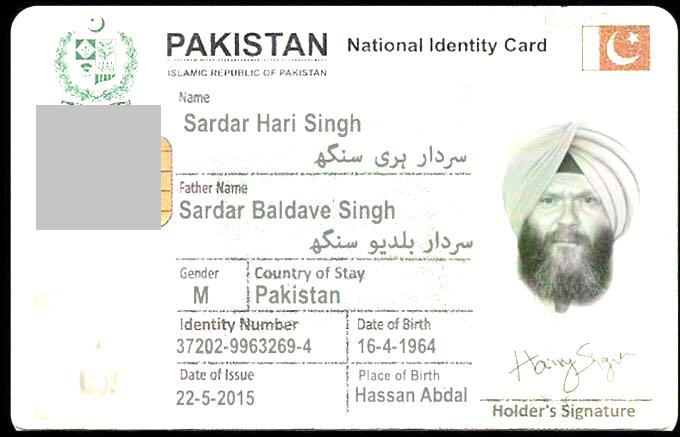 PAKISTAN National Identity Card
ISLAMIC REPUBLIC OF PAKISTAN
Name
Sardar Hari Singh
سردار ہری سنگھ
Father Name
Sardar Baldave Singh
سردار بلدیو سنگھ
Gender Country of Stay
M Pakistan
Identity Number Date of Birth
37202-9963269-4 16-4-1964
Date of Issue Place of Birth
22-5-2015 Hassan Abdal
Holder's Signature